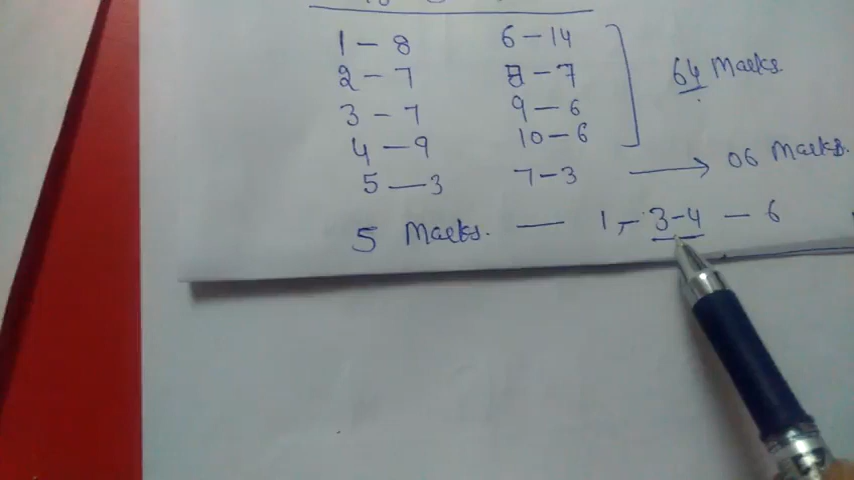 1 – 8 6 – 14
2 – 7 8 – 7 64 Marks.
3 – 7 9 – 6
4 – 9 10 – 6
5 — 3 7 – 3 → 06 Marks.
5 Marks. — 1, – 3 – 4 – 6